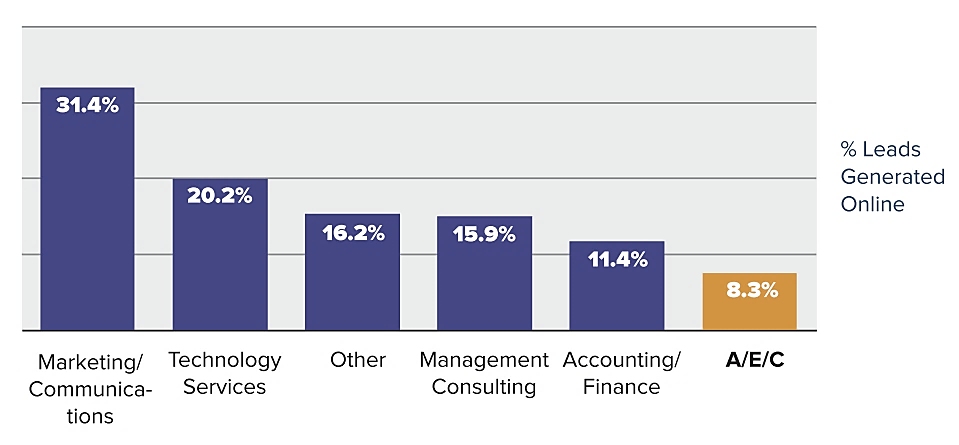 31.4%
20.2%
16.2%
15.9%
11.4%
8.3%
% Leads
Generated
Online
Marketing/
Communica-
tions
Technology
Services
Other
Management
Consulting
Accounting/
Finance
A/E/C